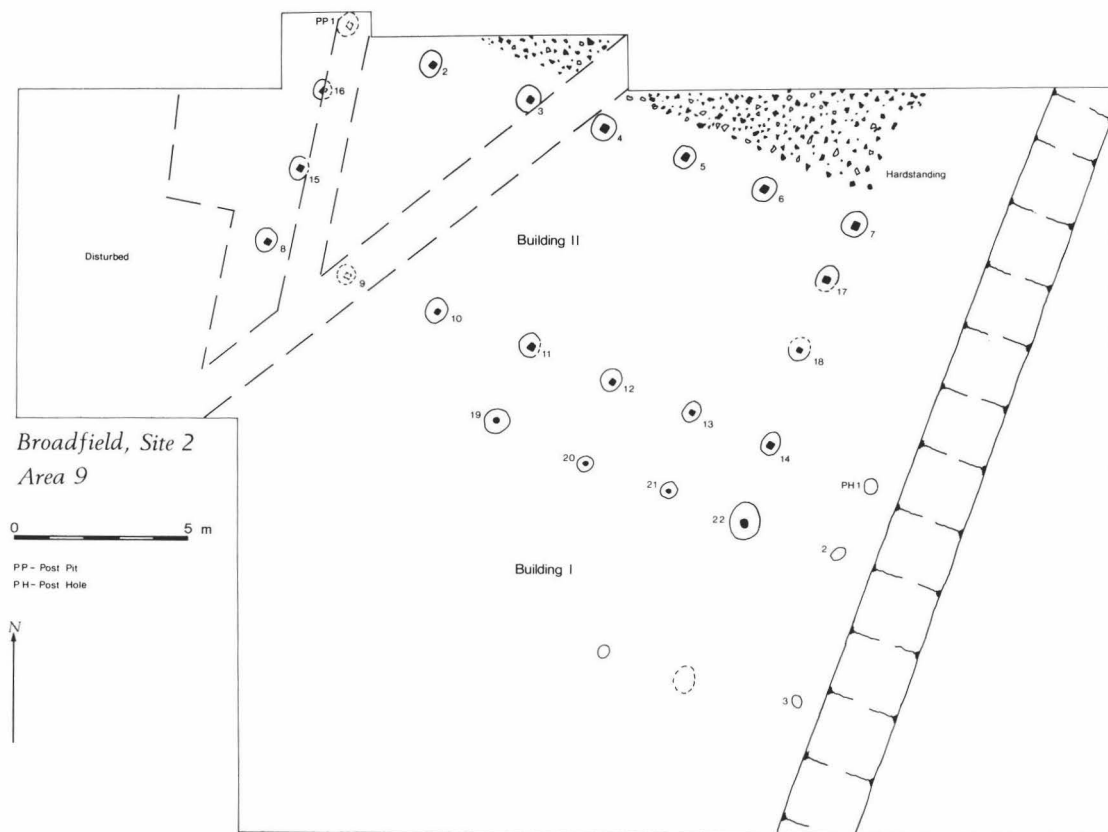 PP 1
2
16
3
4
5
6
Hardstanding
15
7
8
Building II
Disturbed
9
17
10
11
18
12
19
13
14
Broadfield, Site 2
Area 9
20
21
PH 1
22
0 5 m
2
PP - Post Pit
Building I
PH - Post Hole
N
3